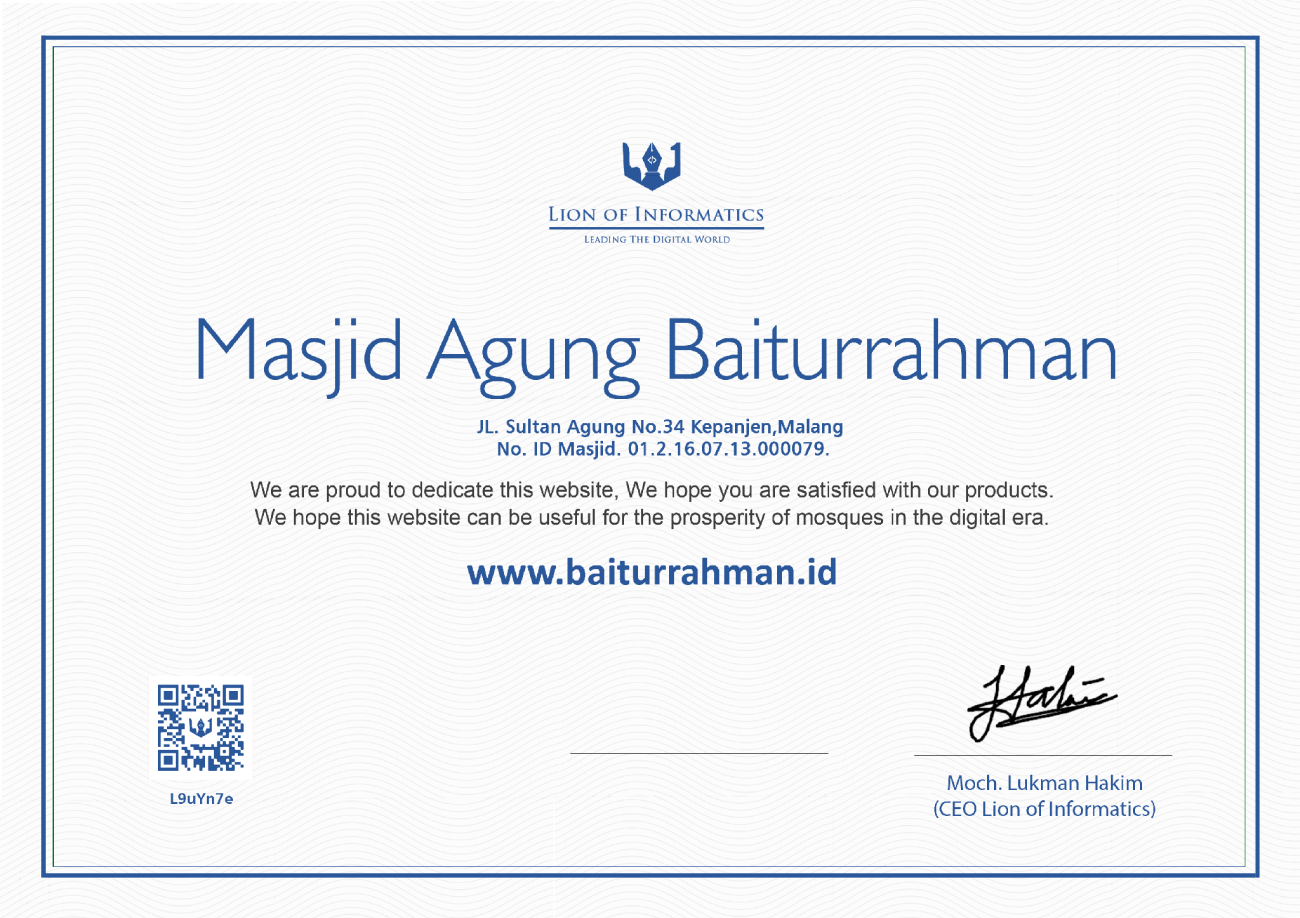 LION OF INFORMATICS
LEADING THE DIGITAL WORLD
Masjid Agung Baiturrahman
JL. Sultan Agung No.34 Kepanjen,Malang
No. ID Masjid. 01.2.16.07.13.000079.
We are proud to dedicate this website, We hope you are satisfied with our products.
We hope this website can be useful for the prosperity of mosques in the digital era.
www.baiturrahman.id
L9uYn7e
Moch. Lukman Hakim
(CEO Lion of Informatics)